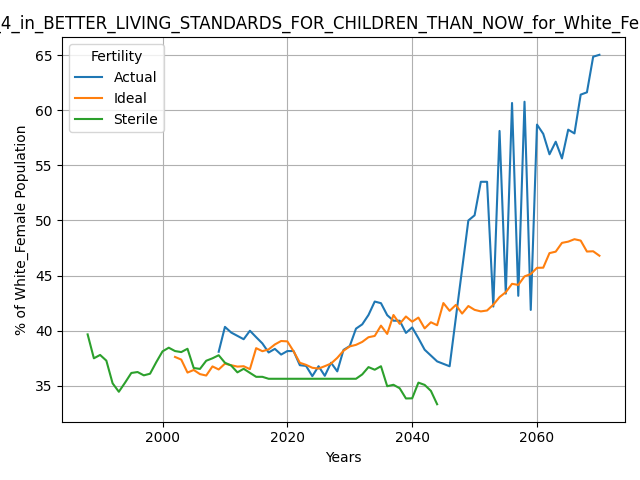 _4_in_BETTER_LIVING_STANDARDS_FOR_CHILDREN_THAN_NOW_for_White_Fe
Fertility
Actual
Ideal
Sterile
% of White_Female Population
65
60
55
50
45
40
35
2000
2020
2040
2060
Years